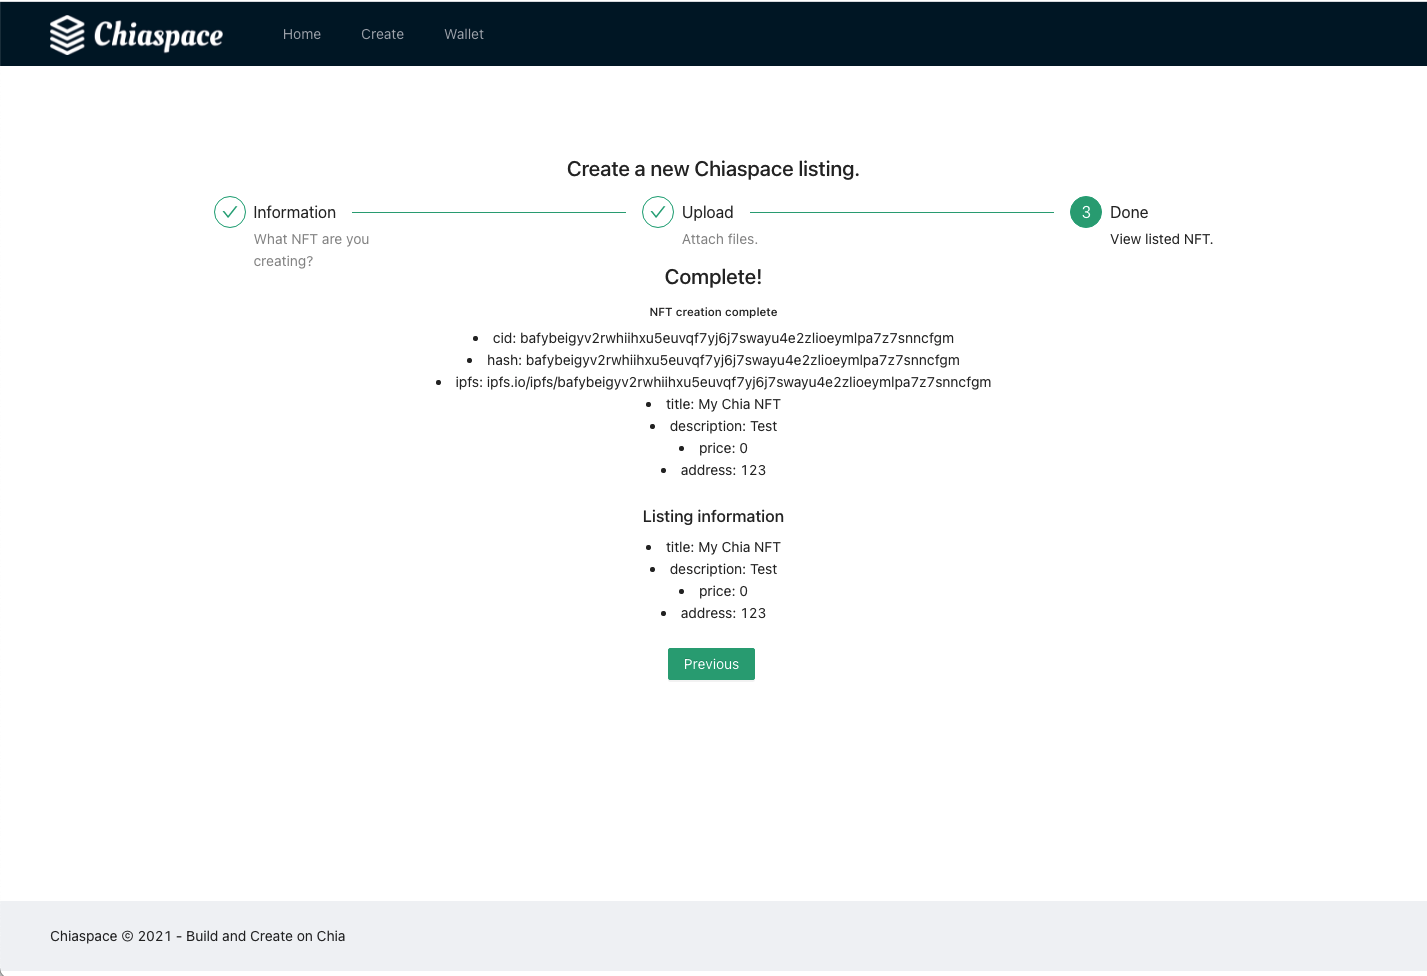 Chiaspace
Home
Create
Wallet
Create a new Chiaspace listing.
Information
What NFT are you
creating?
Upload
Attach files.
3
Done
View listed NFT.
Complete!
NFT creation complete
• cid: bafybeigyv2rwhiihxu5euvqf7yj6j7swayu4e2zlioeymlpa7z7snncfgm
• hash: bafybeigyv2rwhiihxu5euvqf7yj6j7swayu4e2zlioeymlpa7z7snncfgm
• ipfs: ipfs.io/ipfs/bafybeigyv2rwhiihxu5euvqf7yj6j7swayu4e2zlioeymlpa7z7snncfgm
• title: My Chia NFT
• description: Test
• price: 0
• address: 123
Listing information
• title: My Chia NFT
• description: Test
• price: 0
• address: 123
Previous
Chiaspace © 2021 - Build and Create on Chia